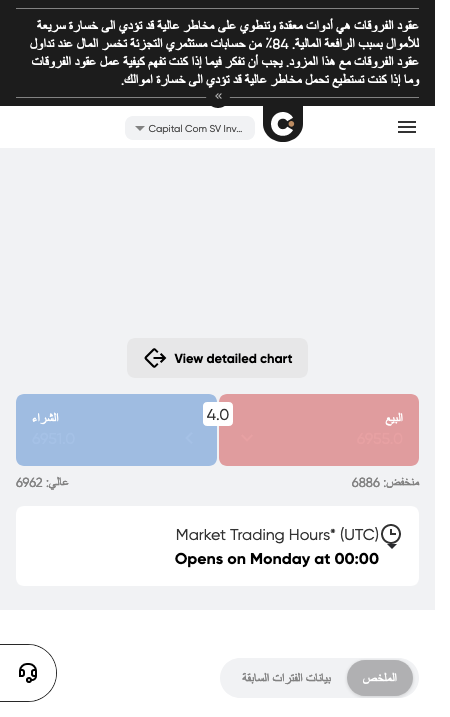 عقود الفروقات هي أدوات معقدة وتنطوي على مخاطر عالية قد تؤدي الى خسارة سريعة
للأموال بسبب الرافعة المالية. 84٪ من حسابات مستثمري التجزئة تخسر المال عند تداول
عقود الفروقات مع هذا المزود. يجب أن تفكر فيما إذا كنت تفهم كيفية عمل عقود الفروقات
وما إذا كنت تستطيع تحمل مخاطر عالية قد تؤدي الى خسارة اموالك.
Capital Com SV Inv...
View detailed chart
البيع
4.0
الشراء
منخفض: 6886
عالي: 6962
Market Trading Hours* (UTC)
Opens on Monday at 00:00
الملخص
بيانات الفترات السابقة